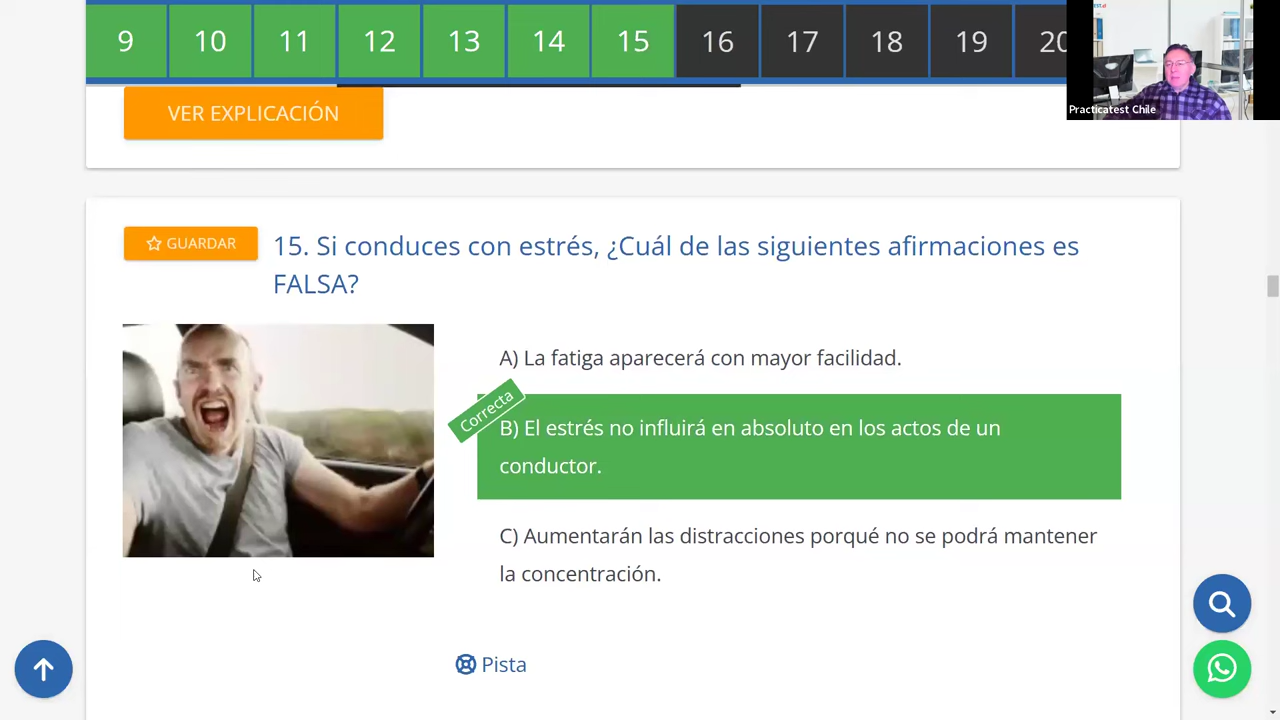 9 10 11 12 13 14 15 16 17 18 19 20
Practicatest Chile
VER EXPLICACIÓN
GUARDAR
15. Si conduces con estrés, ¿Cuál de las siguientes afirmaciones es
FALSA?
A) La fatiga aparecerá con mayor facilidad.
Correcta
B) El estrés no influirá en absoluto en los actos de un
conductor.
C) Aumentarán las distracciones porqué no se podrá mantener
la concentración.
Pista